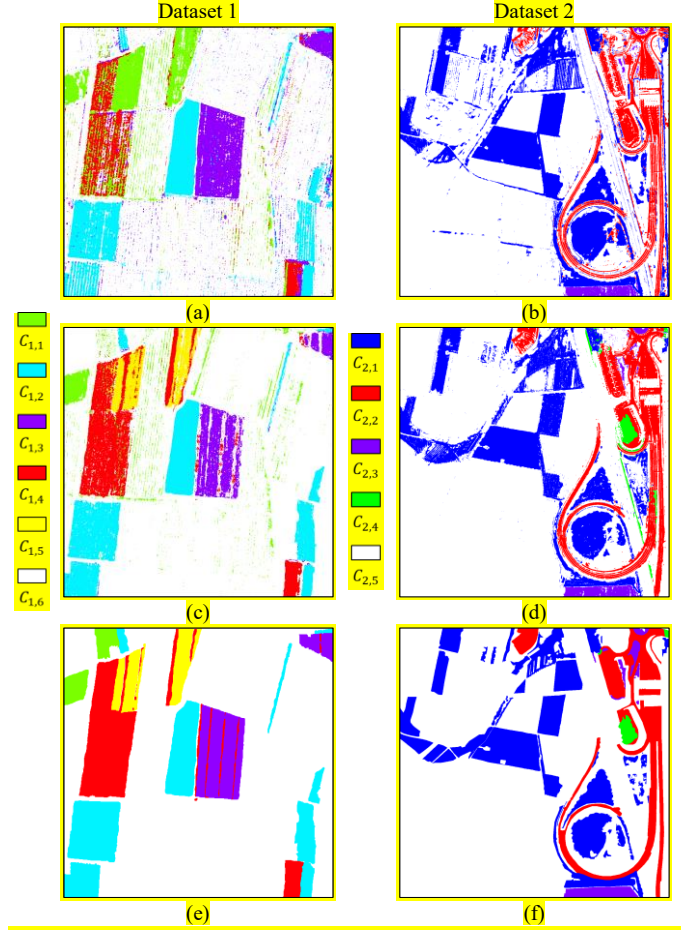 Dataset 1 Dataset 2
(a) (b)
C1,1
C1,2
C1,3
C1,4
C1,5
C1,6
C2,1
C2,2
C2,3
C2,4
C2,5
(c) (d)
(e) (f)